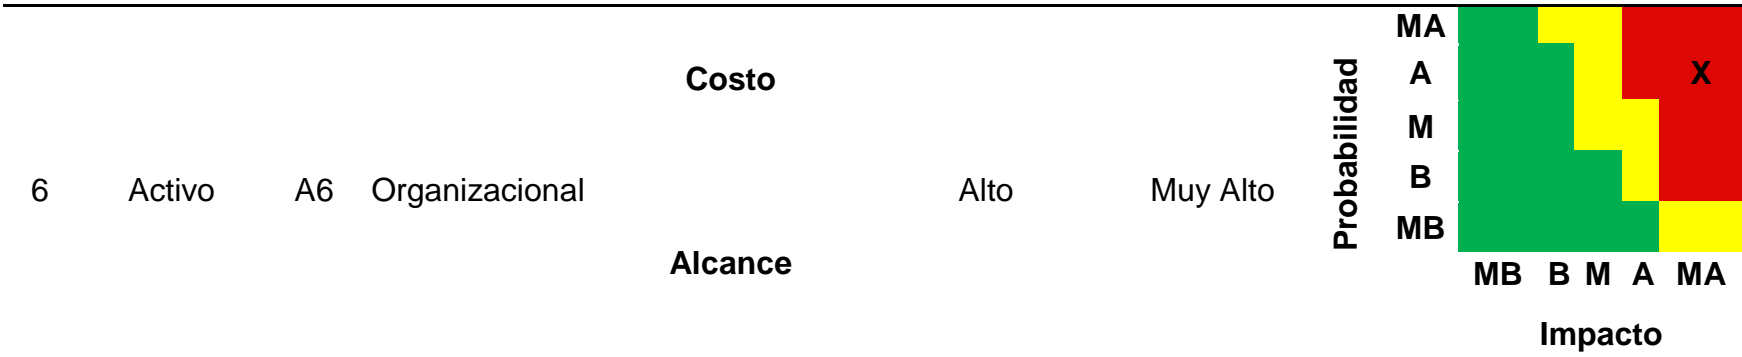 MA
Costo
A
X
Probabilidad
M
6 Activo A6 Organizacional Alto Muy Alto
B
MB
Alcance
MB B M A MA
Impacto